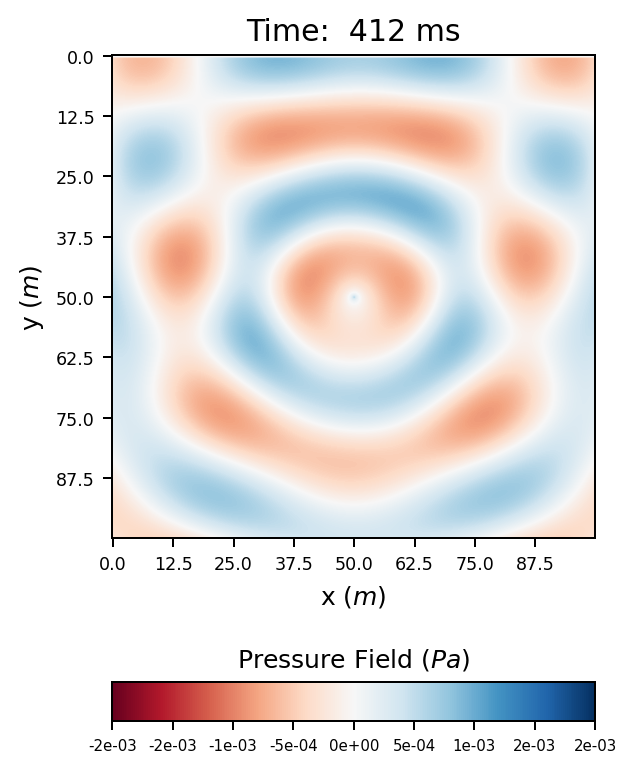 Time:  412 ms
0.0
12.5
25.0
37.5
50.0
62.5
75.0
87.5
y (m)
0.0 12.5 25.0 37.5 50.0 62.5 75.0 87.5
x (m)
Pressure Field (Pa)
-2e-03 -2e-03 -1e-03 -5e-04 0e+00 5e-04 1e-03 2e-03 2e-03